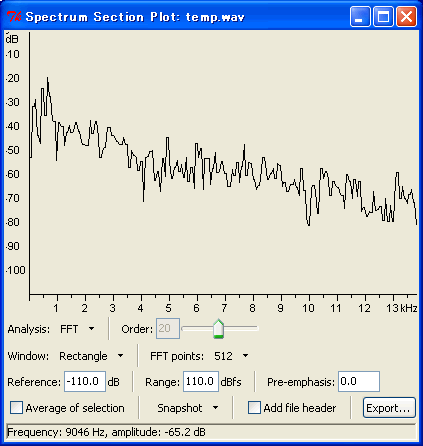 Spectrum Section Plot: temp.wav
dB
-10
-20
-30
-40
-50
-60
-70
-80
-90
-100
1 2 3 4 5 6 7 8 9 10 11 12 13 kHz
Analysis: FFT Order: 20
Window: Rectangle FFT points: 512
Reference: -110.0 dB Range: 110.0 dBfs Pre-emphasis: 0.0
Average of selection Snapshot Add file header Export...
Frequency: 9046 Hz, amplitude: -65.2 dB